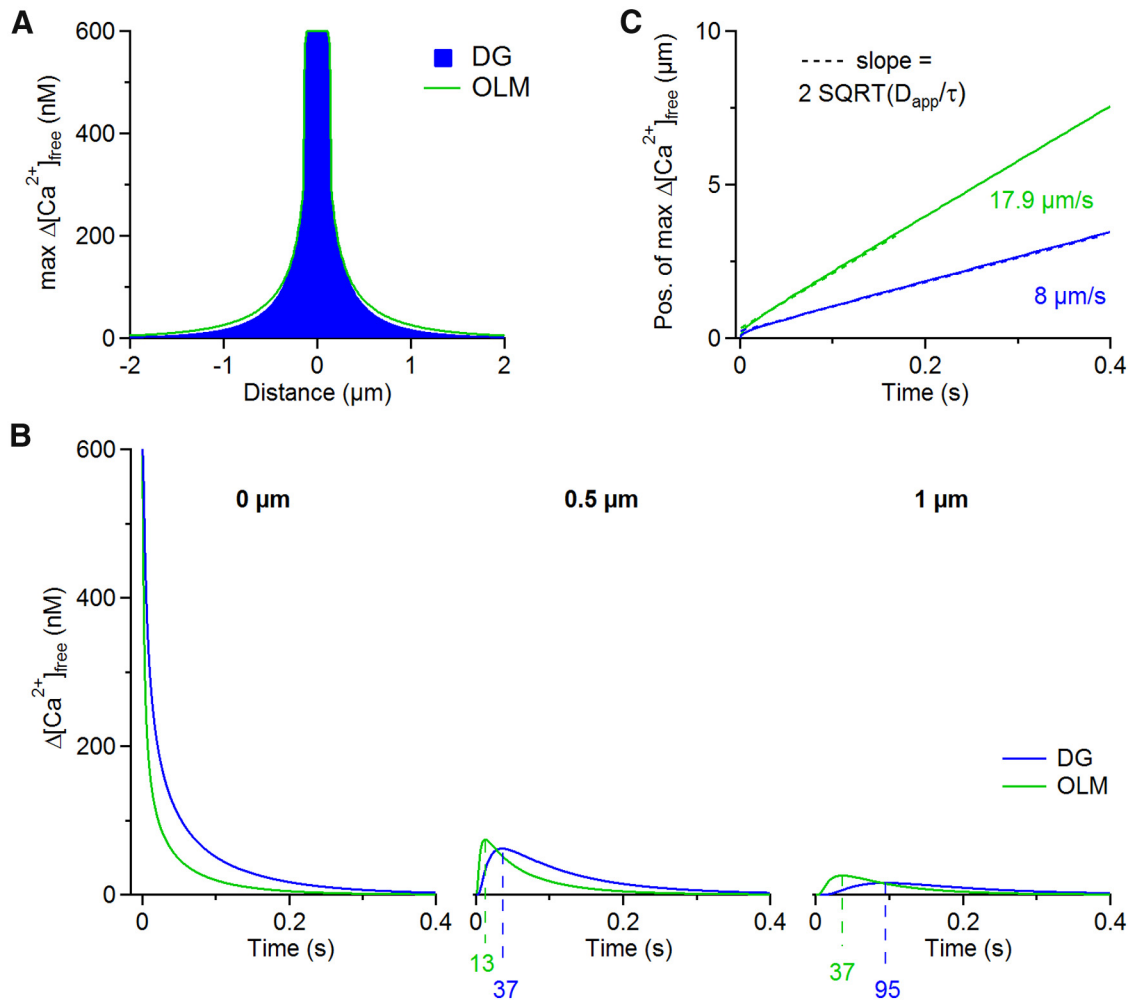 A
600
400
200
0
max Δ[Ca²⁺]free (nM)
-2
-1
0
1
2
Distance (µm)
DG
OLM
C
10
5
0
Pos. of max Δ[Ca²⁺]free (µm)
slope =
2 SQRT(Dapp/τ)
17.9 µm/s
8 µm/s
0
0.2
0.4
Time (s)
B
600
400
200
0
Δ[Ca²⁺]free (nM)
0 µm
0.5 µm
1 µm
DG
OLM
0
0.2
0.4
0
0.2
0.4
0
0.2
0.4
Time (s)
Time (s)
Time (s)
13
37
37
95